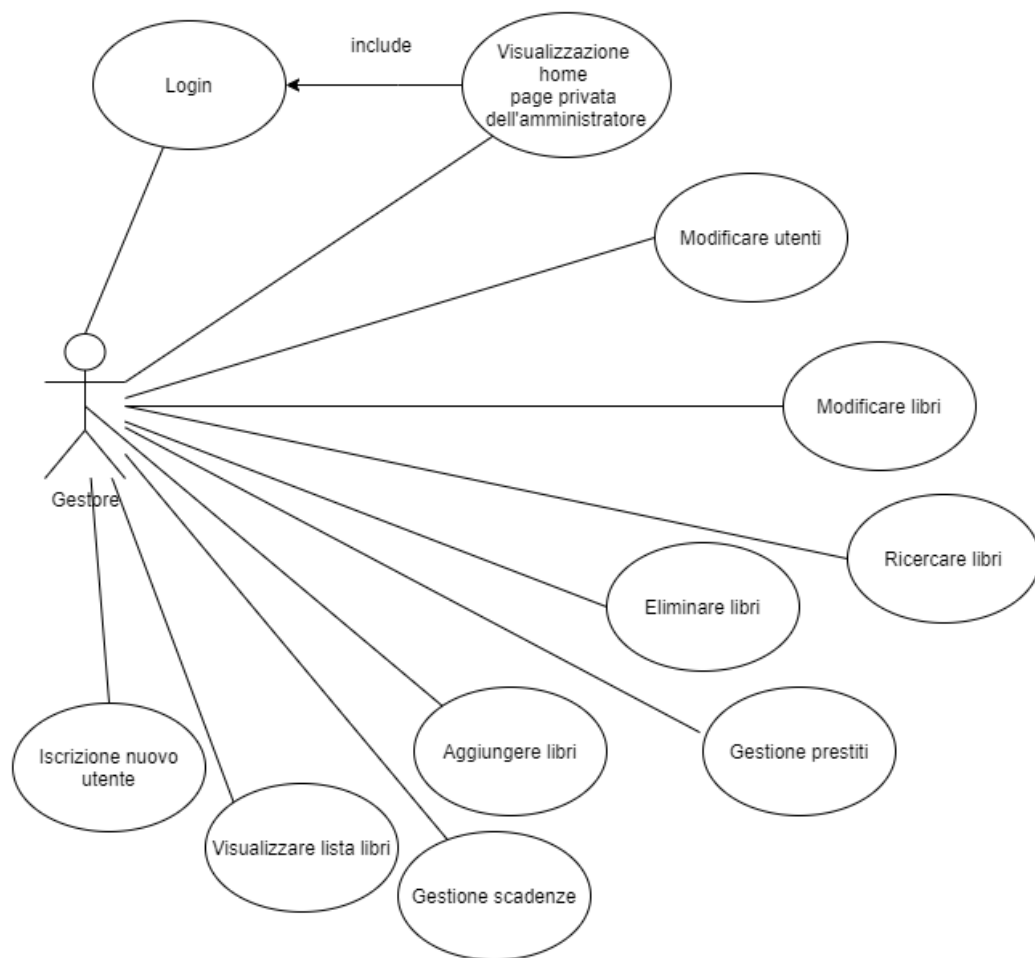 include
Login
Visualizzazione
home
page privata
dell'amministratore
Modificare utenti
Modificare libri
Gestore
Ricercare libri
Eliminare libri
Iscrizione nuovo
utente
Aggiungere libri
Gestione prestiti
Visualizzare lista libri
Gestione scadenze